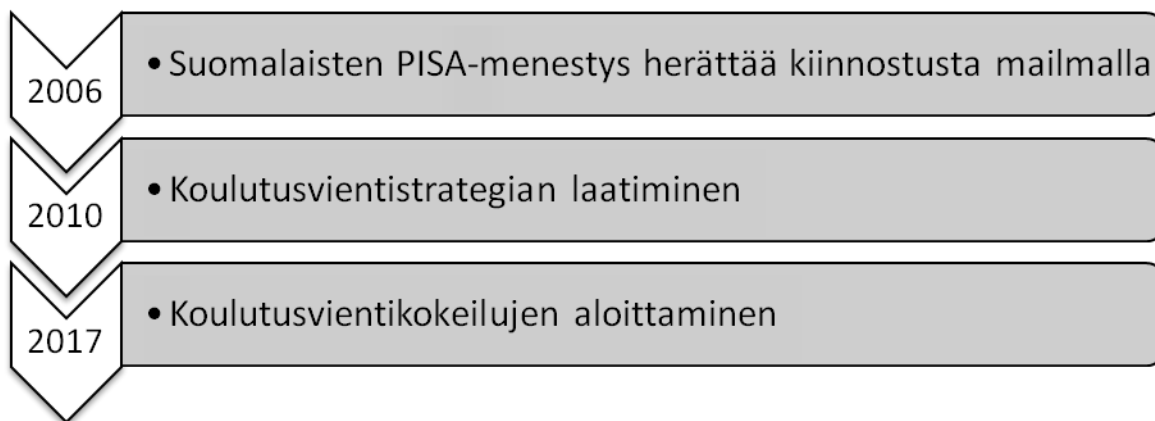 2006
• Suomalaisten PISA-menestys herättää kiinnostusta mailmalla
2010
• Koulutusvientistrategian laatiminen
2017
• Koulutusvientikokeilujen aloittaminen